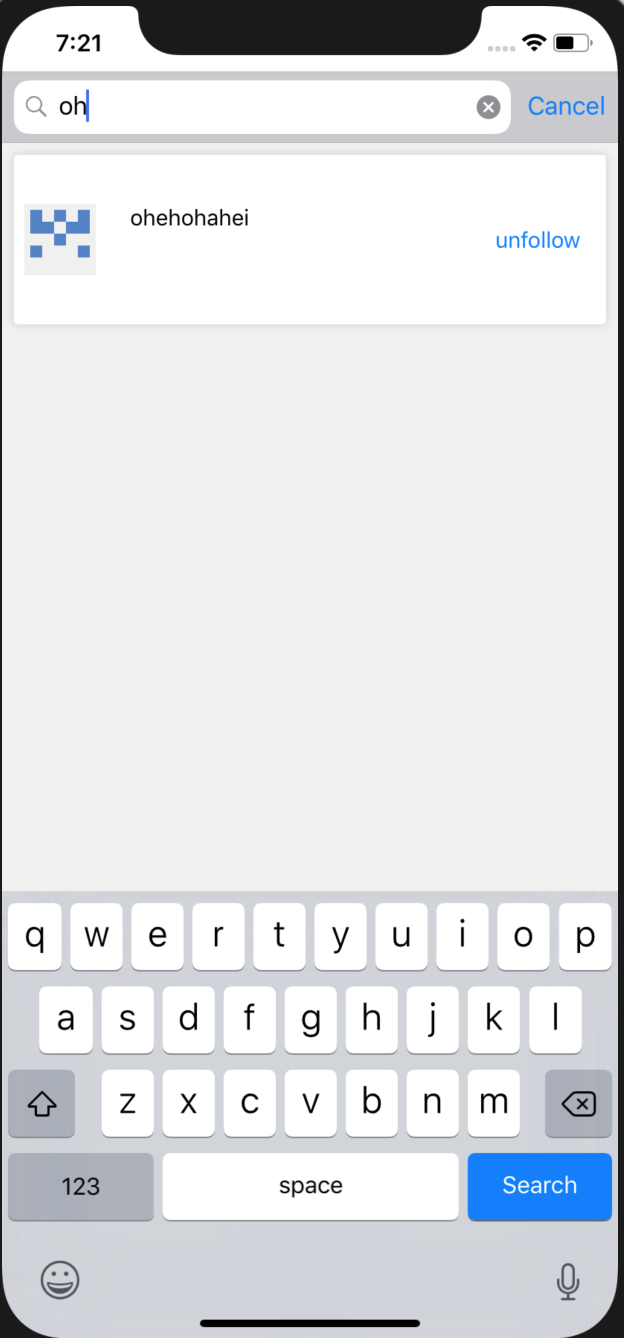 7:21
oh Cancel
ohehohahei
unfollow
q w e r t y u i o p
a s d f g h j k l
z x c v b n m
123 space Search